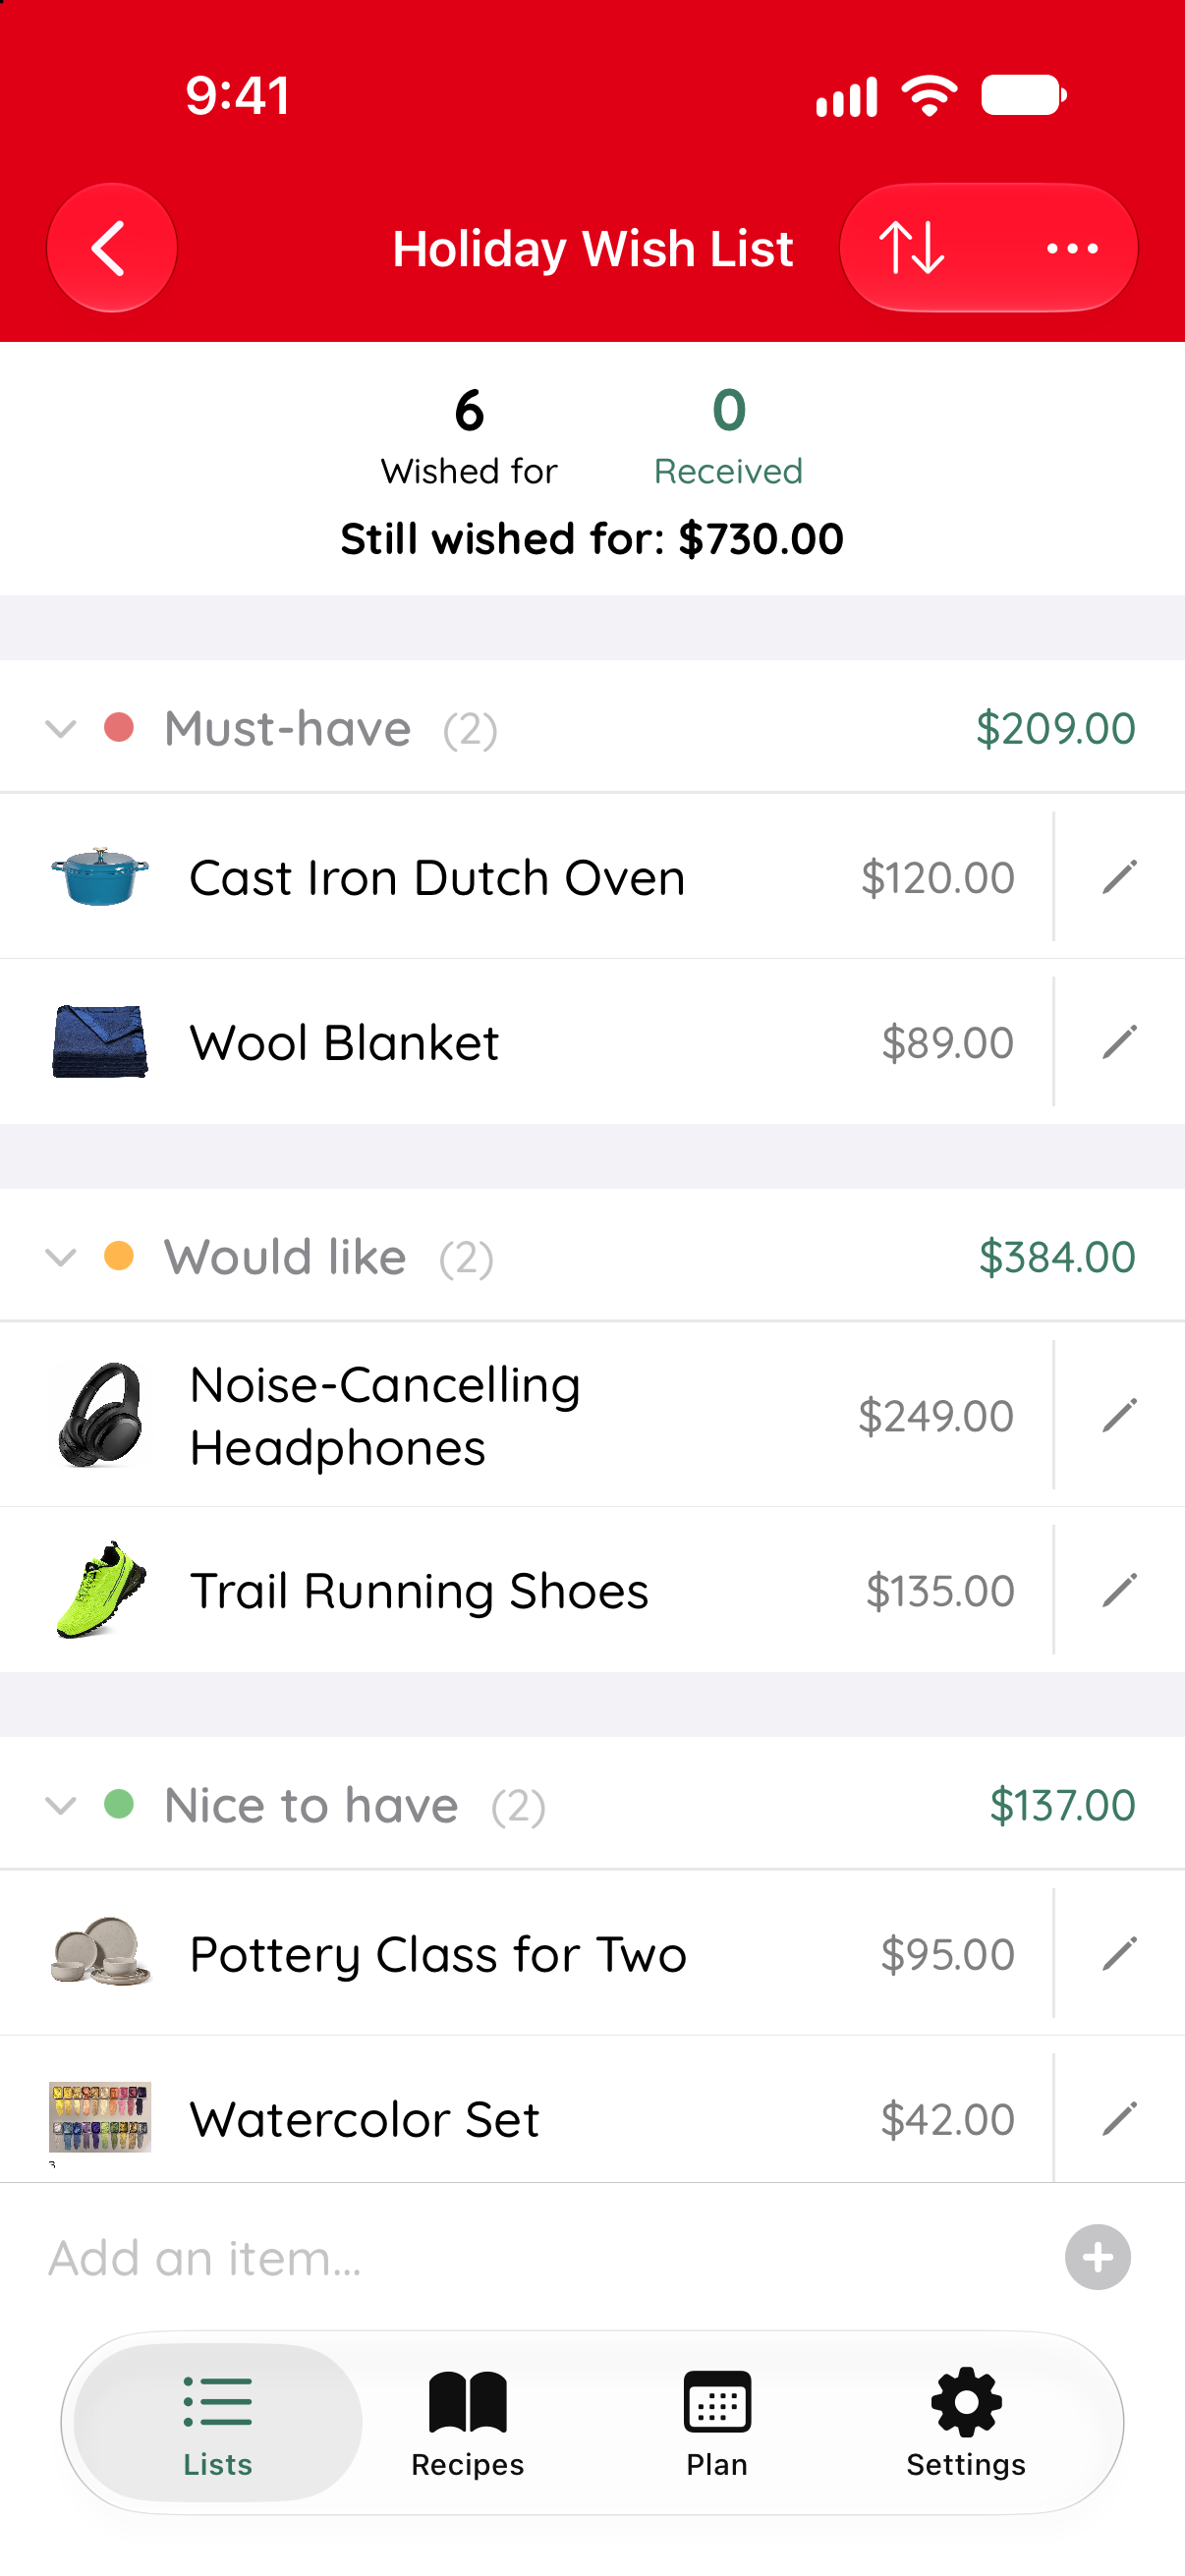 9:41
Holiday Wish List
6
Wished for
0
Received
Still wished for: $730.00
Must-have (2) $209.00
Cast Iron Dutch Oven $120.00
Wool Blanket $89.00
Would like (2) $384.00
Noise-Cancelling
Headphones $249.00
Trail Running Shoes $135.00
Nice to have (2) $137.00
Pottery Class for Two $95.00
Watercolor Set $42.00
Add an item...
Lists
Recipes
Plan
Settings